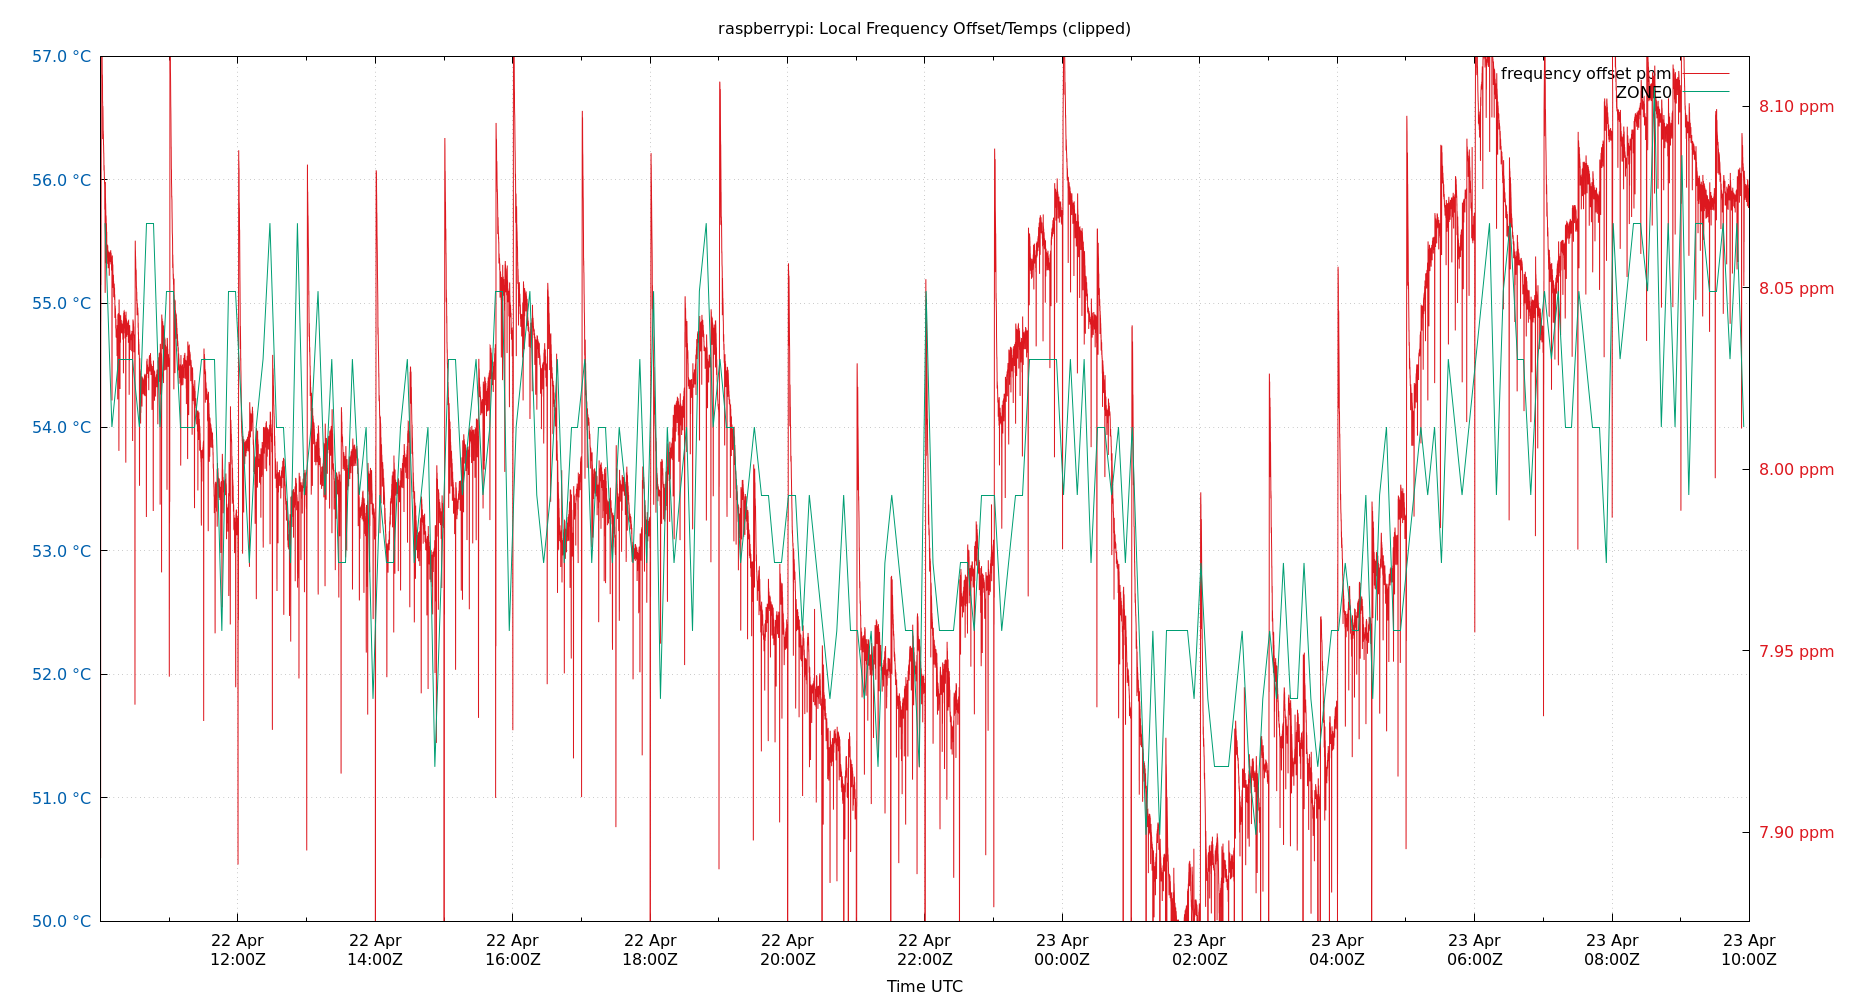 raspberrypi: Local Frequency Offset/Temps (clipped)
57.0 °C
56.0 °C
55.0 °C
54.0 °C
53.0 °C
52.0 °C
51.0 °C
50.0 °C
frequency offset ppm
ZONE0
8.10 ppm
8.05 ppm
8.00 ppm
7.95 ppm
7.90 ppm
22 Apr 22 Apr 22 Apr 22 Apr 22 Apr 22 Apr 23 Apr 23 Apr 23 Apr 23 Apr 23 Apr 23 Apr
12:00Z 14:00Z 16:00Z 18:00Z 20:00Z 22:00Z 00:00Z 02:00Z 04:00Z 06:00Z 08:00Z 10:00Z
Time UTC